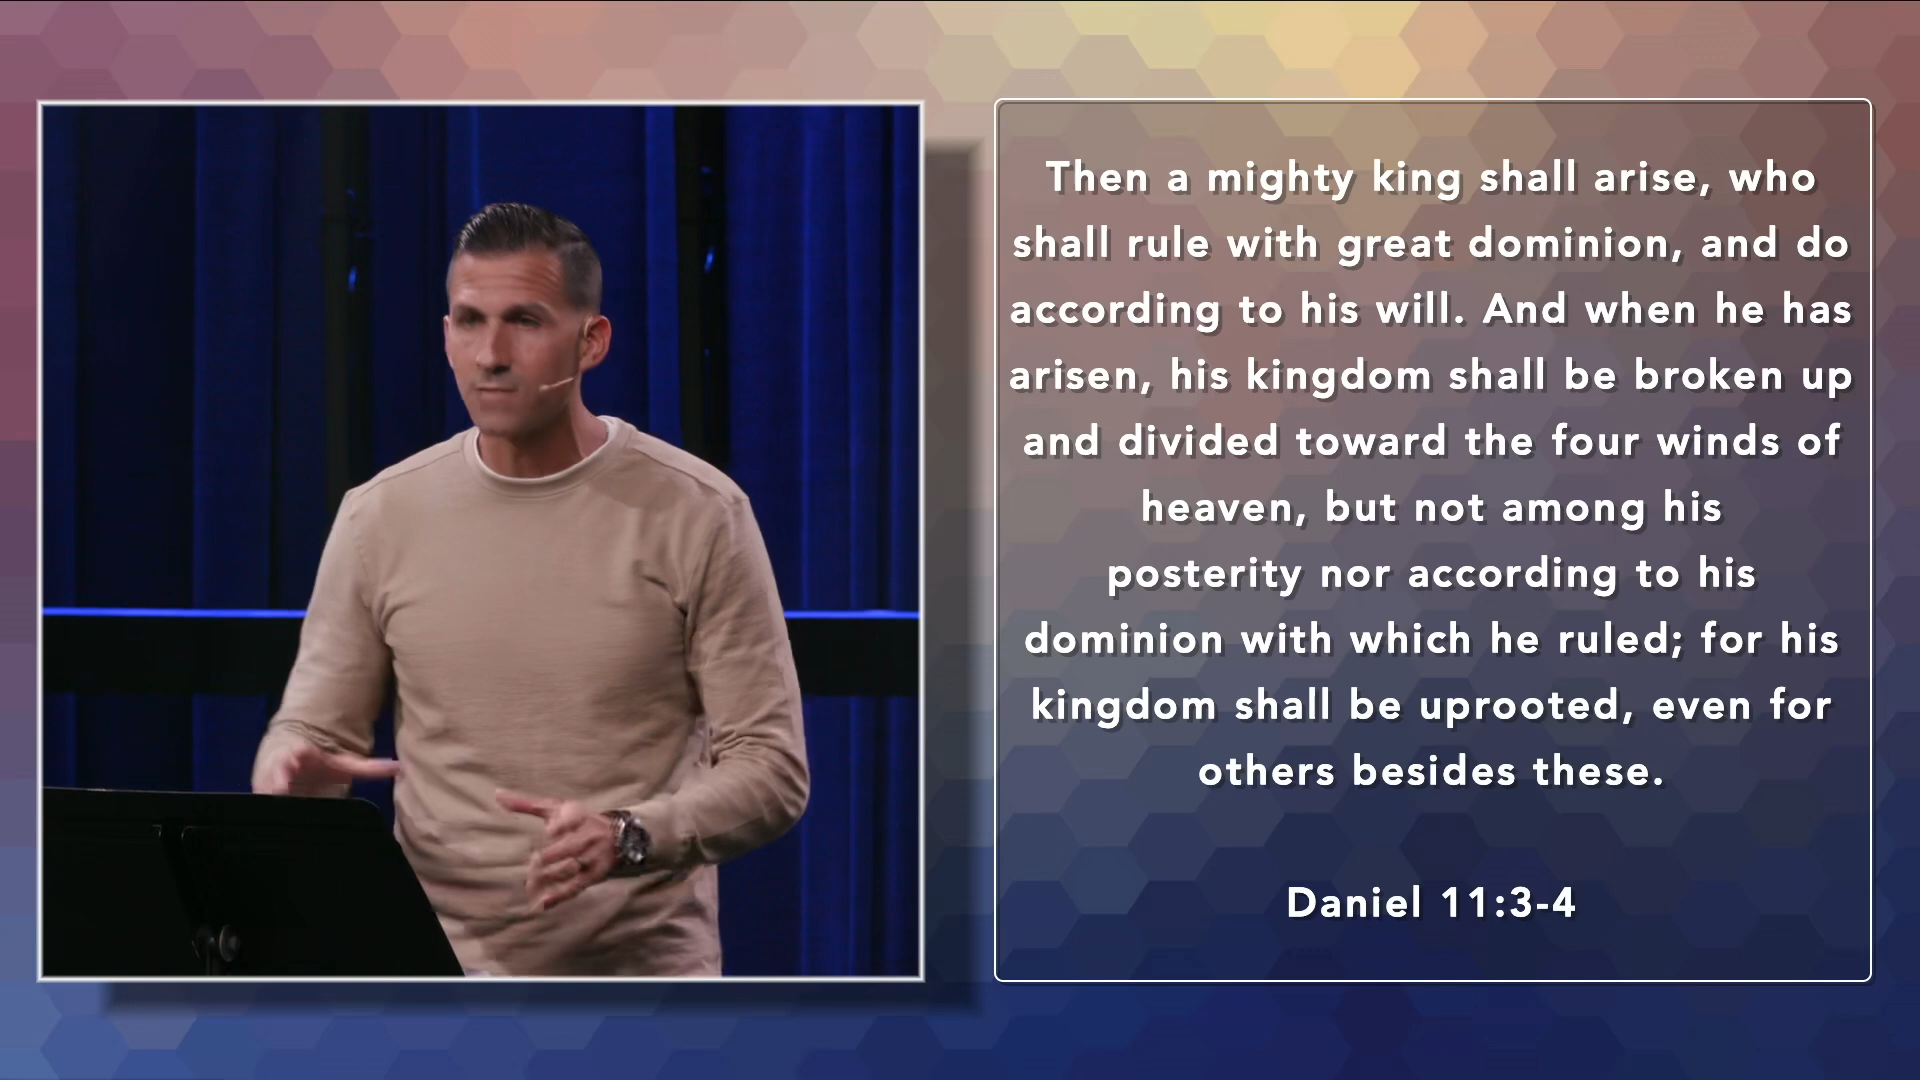 Then a mighty king shall arise, who
shall rule with great dominion, and do
according to his will. And when he has
arisen, his kingdom shall be broken up
and divided toward the four winds of
heaven, but not among his
posterity nor according to his
dominion with which he ruled; for his
kingdom shall be uprooted, even for
others besides these.
Daniel 11:3-4